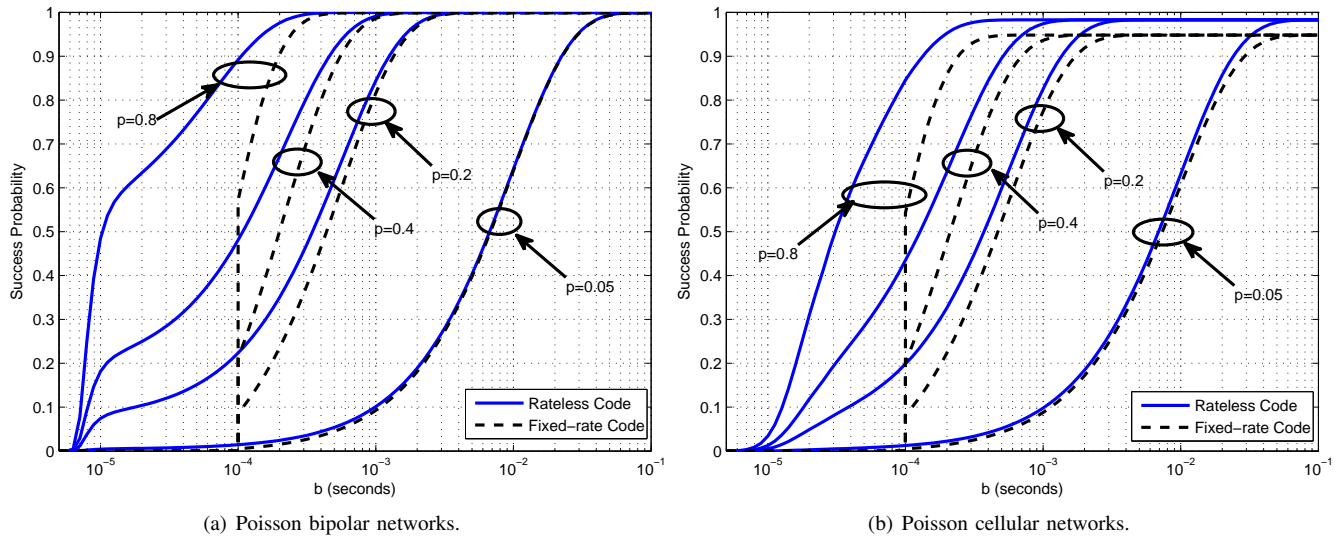 1
0.9
0.8
0.7
0.6
0.5
0.4
0.3
0.2
0.1
0
Success Probability
p=0.8
p=0.2
p=0.4
p=0.05
Rateless Code
Fixed−rate Code
10−5
10−4
10−3
10−2
10−1
b (seconds)
(a) Poisson bipolar networks.
1
0.9
0.8
0.7
0.6
0.5
0.4
0.3
0.2
0.1
0
Success Probability
p=0.2
p=0.4
p=0.8
p=0.05
Rateless Code
Fixed−rate Code
10−5
10−4
10−3
10−2
10−1
b (seconds)
(b) Poisson cellular networks.